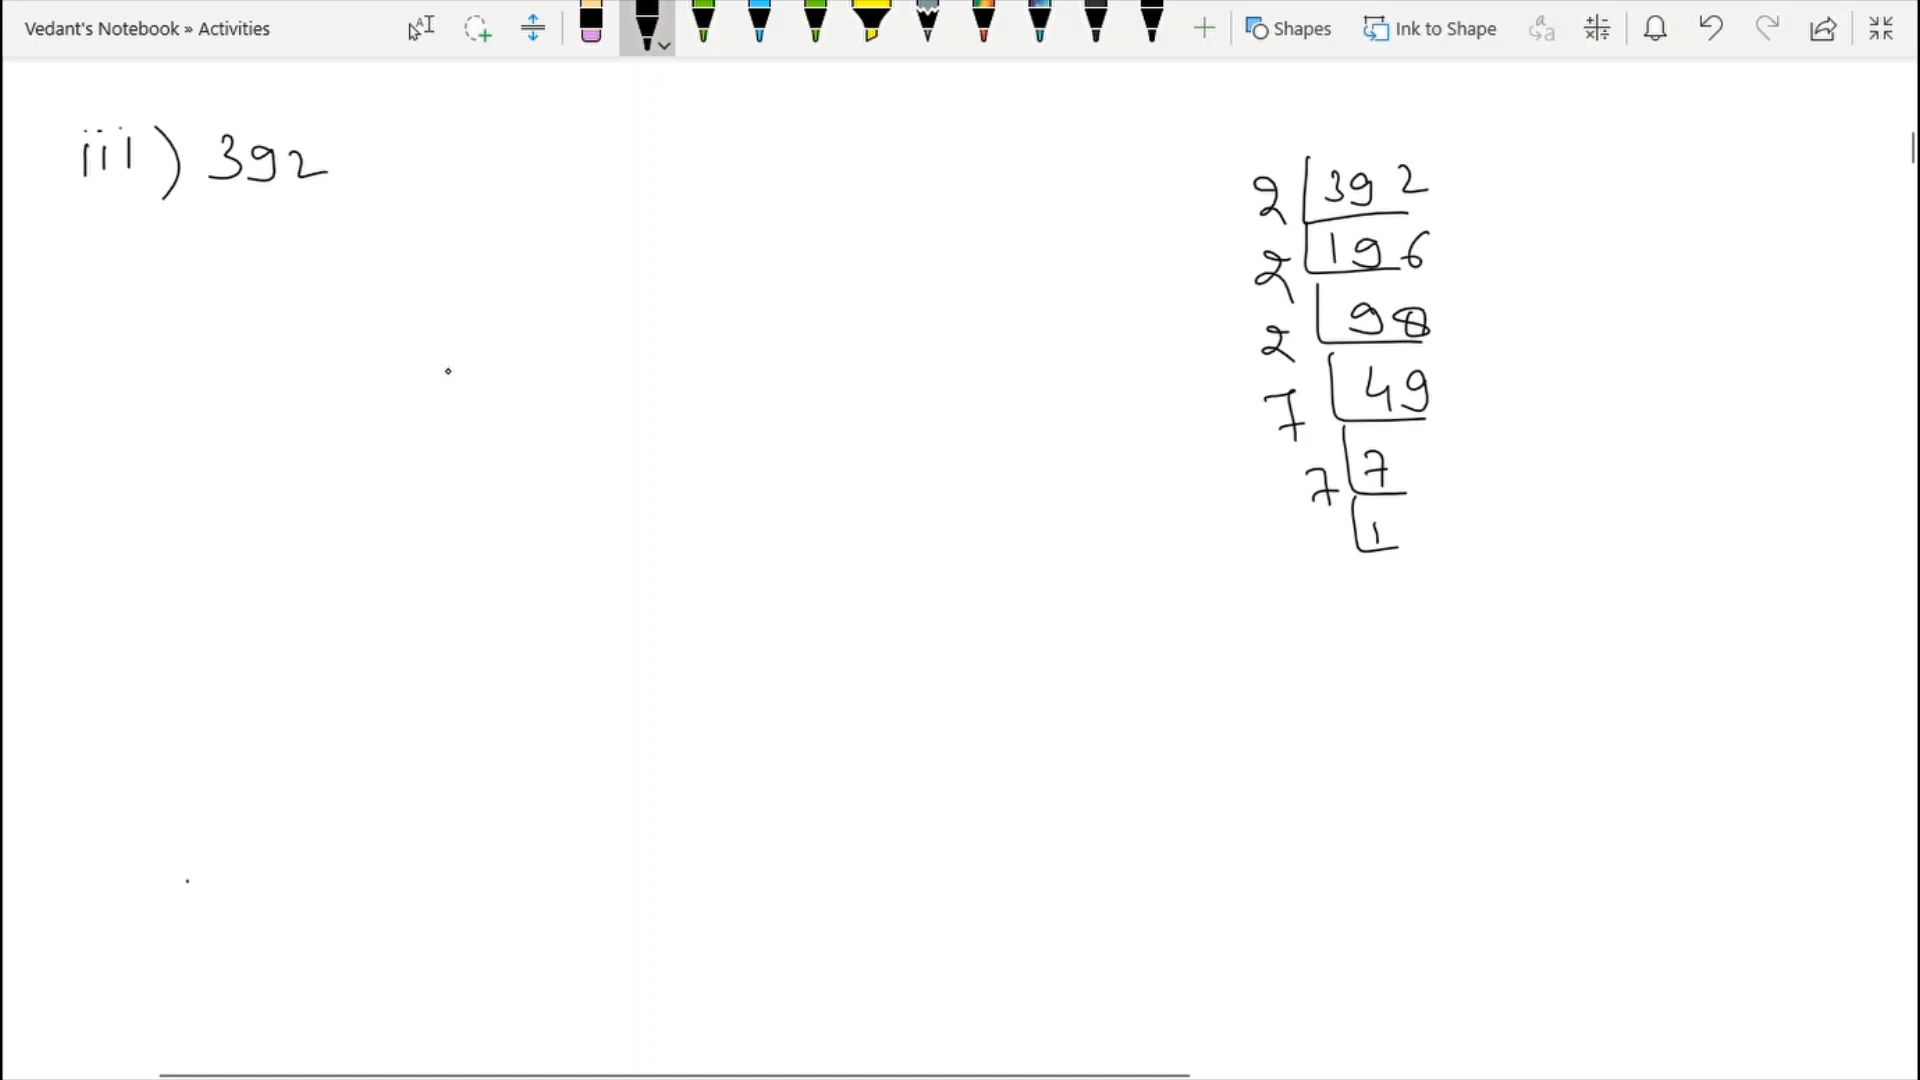 Vedant's Notebook » Activities
Shapes
Ink to Shape
iii) 392
2 | 392
2 | 196
2 | 98
7 | 49
7 | 7
1